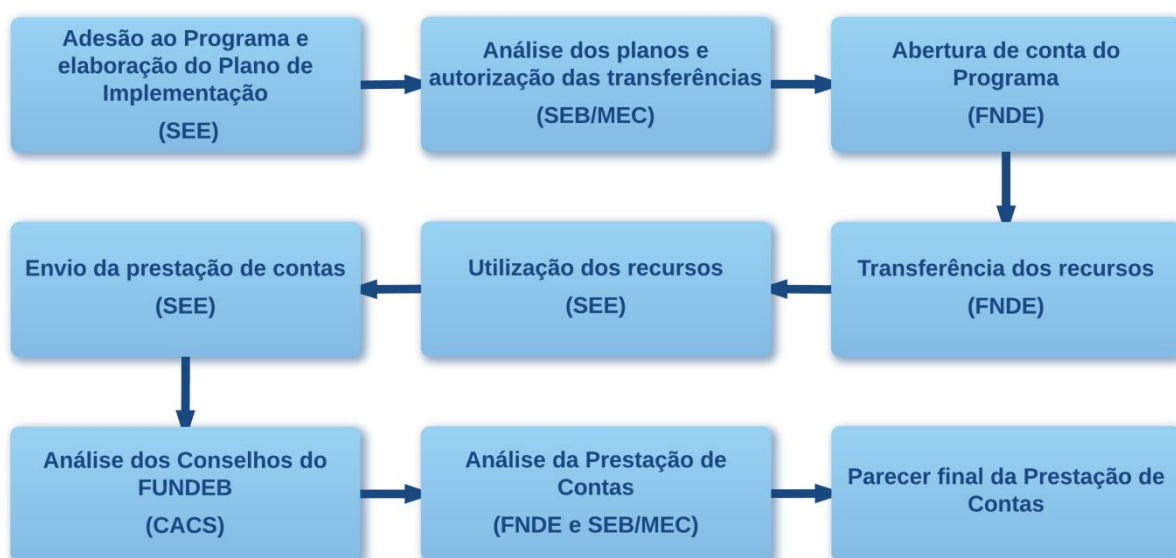 Adesão ao Programa e
elaboração do Plano de
Implementação
(SEE)
Análise dos planos e
autorização das transferências
(SEB/MEC)
Abertura de conta do
Programa
(FNDE)
Transferência dos recursos
(FNDE)
Utilização dos recursos
(SEE)
Envio da prestação de contas
(SEE)
Análise dos Conselhos do
FUNDEB
(CACS)
Análise da Prestação de
Contas
(FNDE e SEB/MEC)
Parecer final da Prestação de
Contas